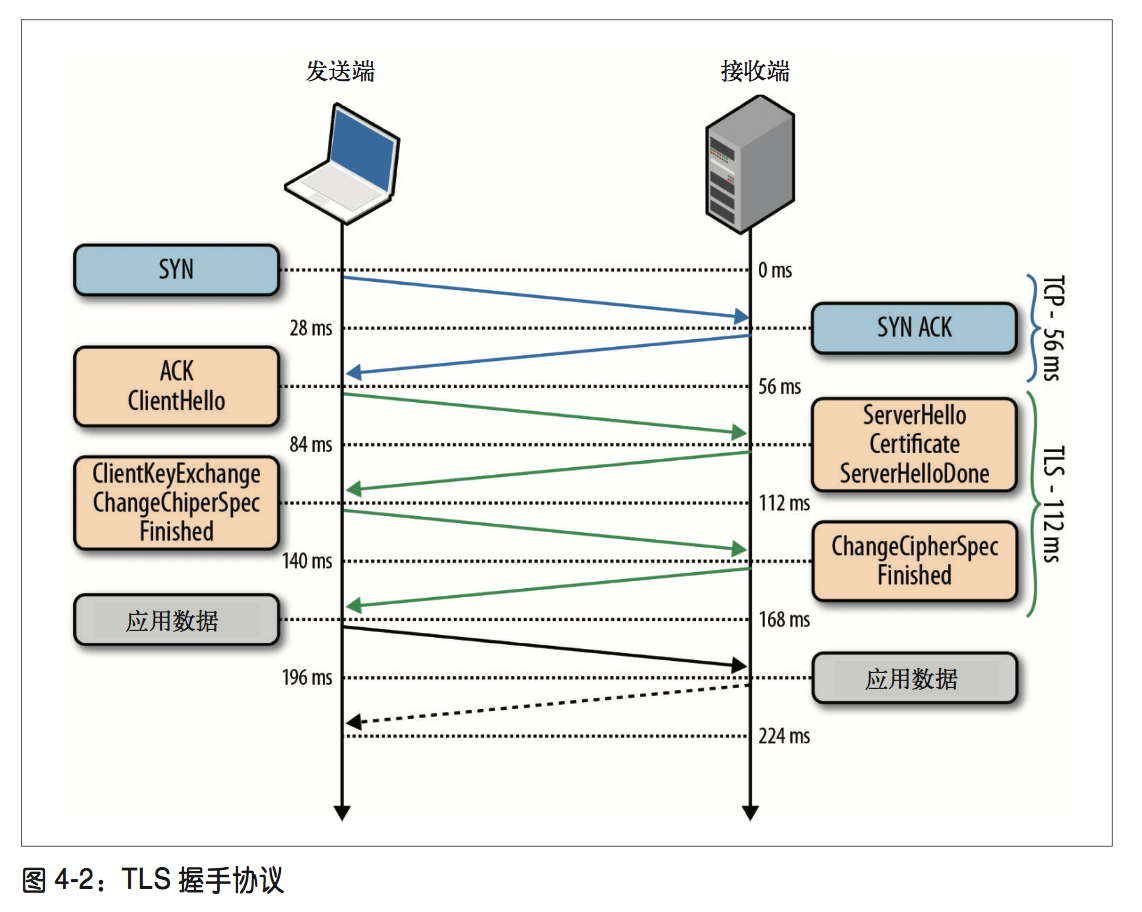 发送端
接收端
SYN
0 ms
28 ms
SYN ACK
TCP - 56 ms
ACK
ClientHello
56 ms
84 ms
ServerHello
Certificate
ServerHelloDone
ClientKeyExchange
ChangeChiperSpec
Finished
112 ms
TLS - 112 ms
140 ms
ChangeCipherSpec
Finished
应用数据
168 ms
196 ms
应用数据
224 ms
图 4-2：TLS 握手协议